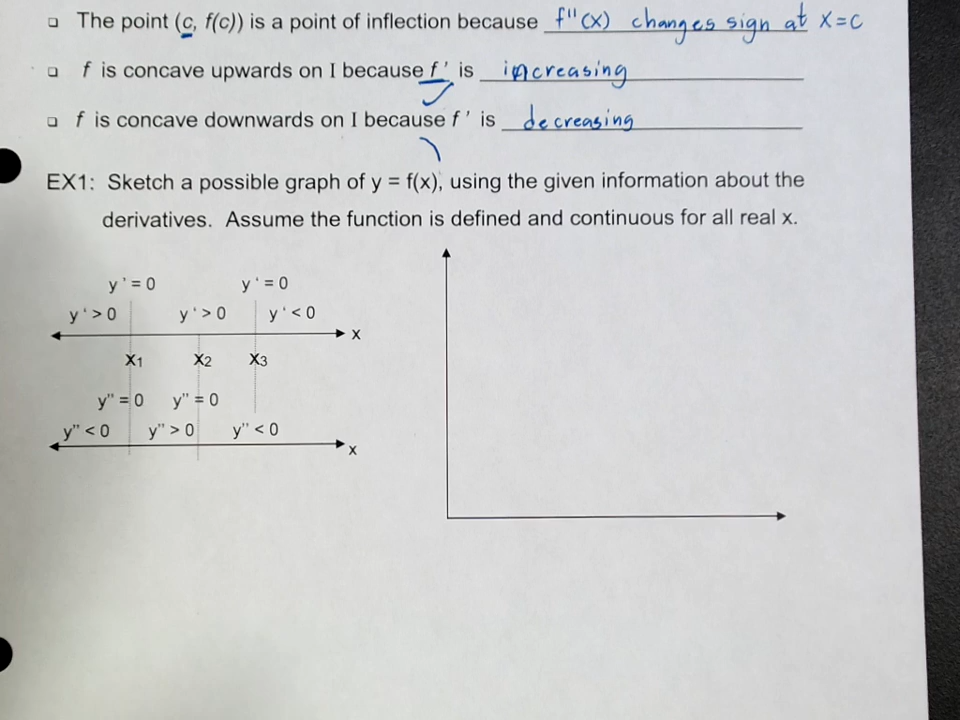 ▫ The point (c, f(c)) is a point of inflection because f''(x) changes sign at x=c
▫ f is concave upwards on I because f ' is increasing
▫ f is concave downwards on I because f ' is decreasing
EX1: Sketch a possible graph of y = f(x), using the given information about the
derivatives. Assume the function is defined and continuous for all real x.
y ' = 0 y ' = 0
y ' > 0 y ' > 0 y ' < 0
x
X1 X2 X3
y" = 0 y" = 0
y" < 0 y" > 0 y" < 0
x